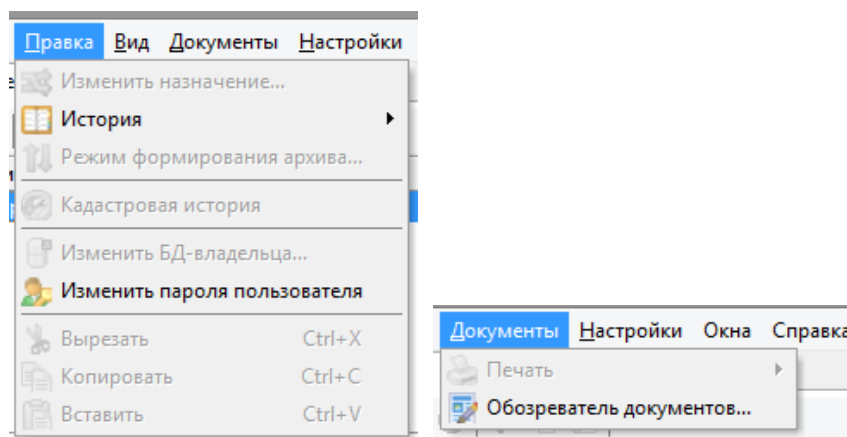 Правка Вид Документы Настройки
Изменить назначение...
История
Режим формирования архива...
Кадастровая история
Изменить БД-владельца...
Изменить пароля пользователя
Вырезать Ctrl+X
Копировать Ctrl+C
Вставить Ctrl+V
Документы Настройки Окна Справка
Печать
Обозреватель документов...